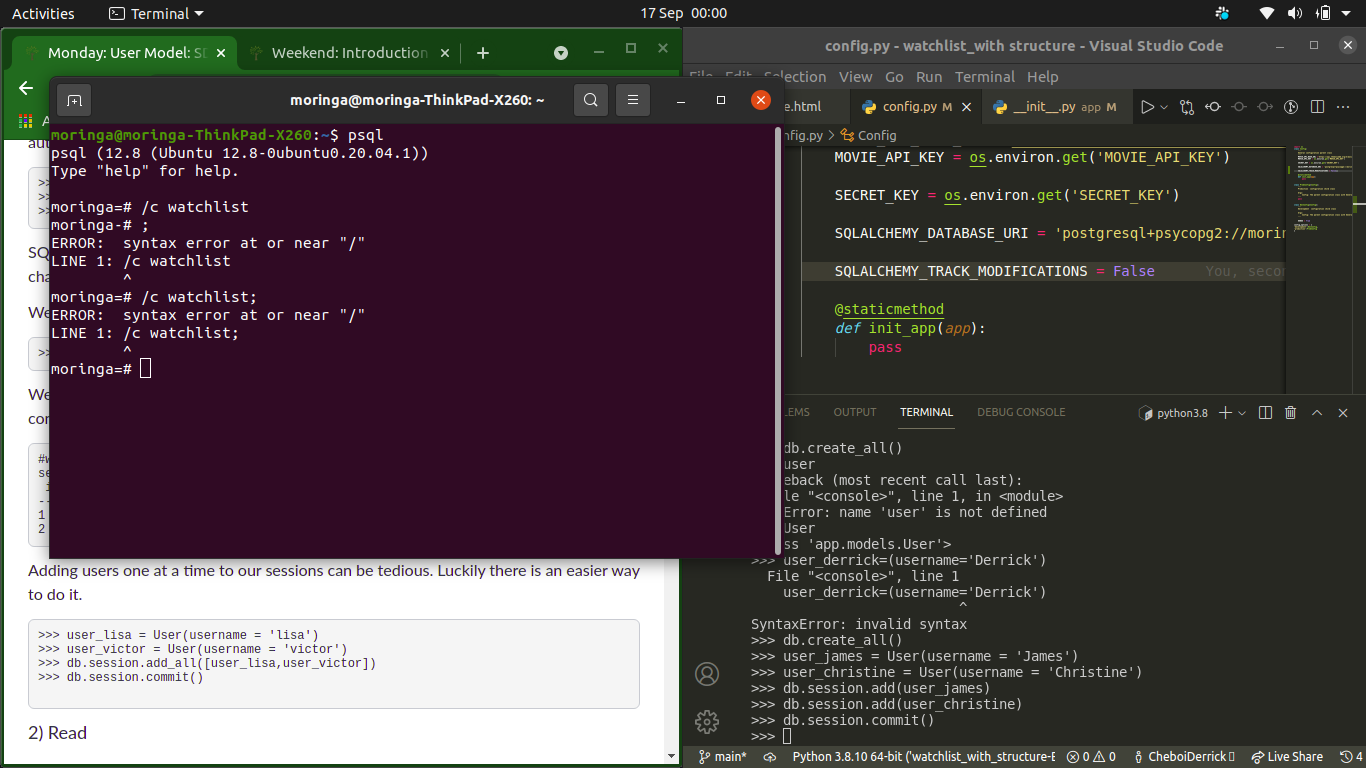 Activities
Terminal
17 Sep 00:00
Monday: User Model: S
Weekend: Introduction
config.py - watchlist_with structure - Visual Studio Code
File Edit Selection View Go Run Terminal Help
moringa@moringa-ThinkPad-X260: ~
e.html
config.py M
__init__.py app M
nfig.py > Config
moringa@moringa-ThinkPad-X260:~$ psql
psql (12.8 (Ubuntu 12.8-0ubuntu0.20.04.1))
Type "help" for help.
moringa=# /c watchlist
moringa-# ;
ERROR:  syntax error at or near "/"
LINE 1: /c watchlist
^
moringa=# /c watchlist;
ERROR:  syntax error at or near "/"
LINE 1: /c watchlist;
^
moringa=#
MOVIE_API_KEY = os.environ.get('MOVIE_API_KEY')
SECRET_KEY = os.environ.get('SECRET_KEY')
SQLALCHEMY_DATABASE_URI = 'postgresql+psycopg2://morin
SQLALCHEMY_TRACK_MODIFICATIONS = False You, seco
@staticmethod
def init_app(app):
pass
LEMS OUTPUT TERMINAL DEBUG CONSOLE
python3.8
db.create_all()
user
eback (most recent call last):
le "<console>", line 1, in <module>
Error: name 'user' is not defined
User
ss 'app.models.User'>
>>> user_derrick=(username='Derrick')
File "<console>", line 1
user_derrick=(username='Derrick')
^
SyntaxError: invalid syntax
>>> db.create_all()
>>> user_james = User(username = 'James')
>>> user_christine = User(username = 'Christine')
>>> db.session.add(user_james)
>>> db.session.add(user_christine)
>>> db.session.commit()
>>>
Adding users one at a time to our sessions can be tedious. Luckily there is an easier way
to do it.
>>> user_lisa = User(username = 'lisa')
>>> user_victor = User(username = 'victor')
>>> db.session.add_all([user_lisa,user_victor])
>>> db.session.commit()
2) Read
main*
Python 3.8.10 64-bit ('watchlist_with_structure-E
0 0
CheboiDerrick
Live Share
4